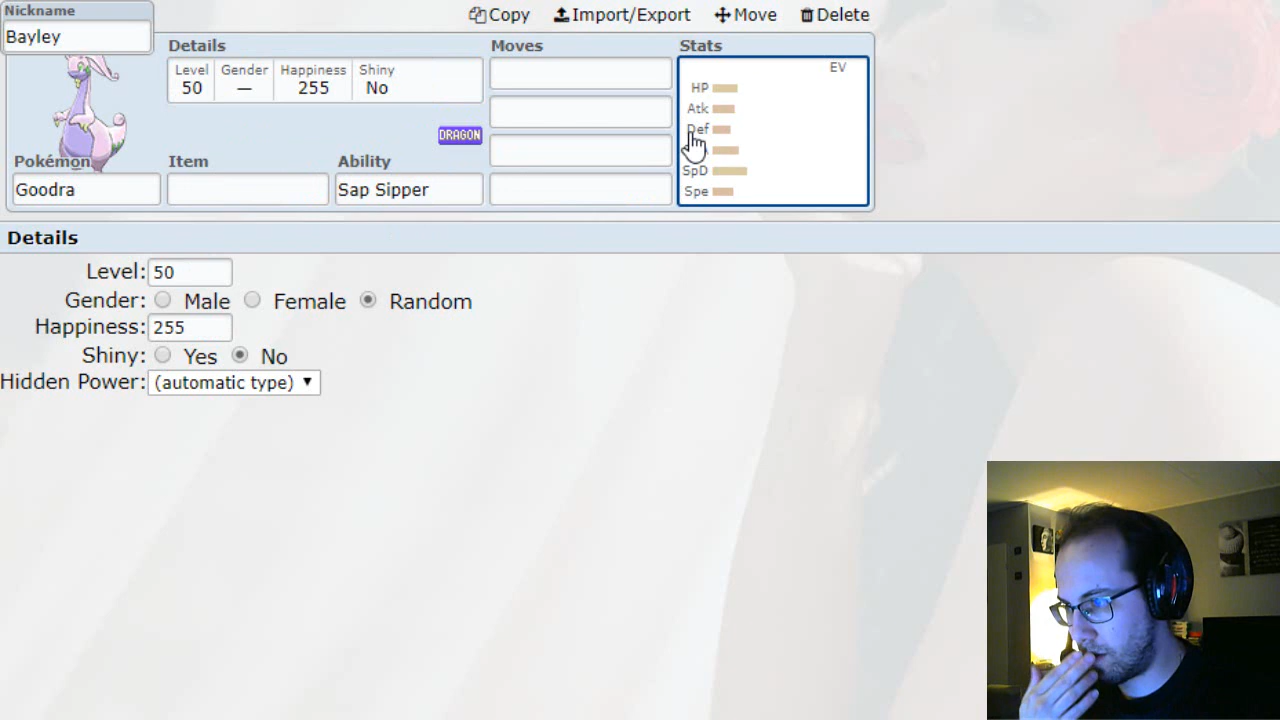 Nickname
Bayley
Copy Import/Export Move Delete
Details
Level Gender Happiness Shiny
50 — 255 No
DRAGON
Pokémon
Goodra
Item
Ability
Sap Sipper
Moves
Stats
EV
HP
Atk
Def
SpD
Spe
Details
Level: 50
Gender: Male Female Random
Happiness: 255
Shiny: Yes No
Hidden Power: (automatic type)